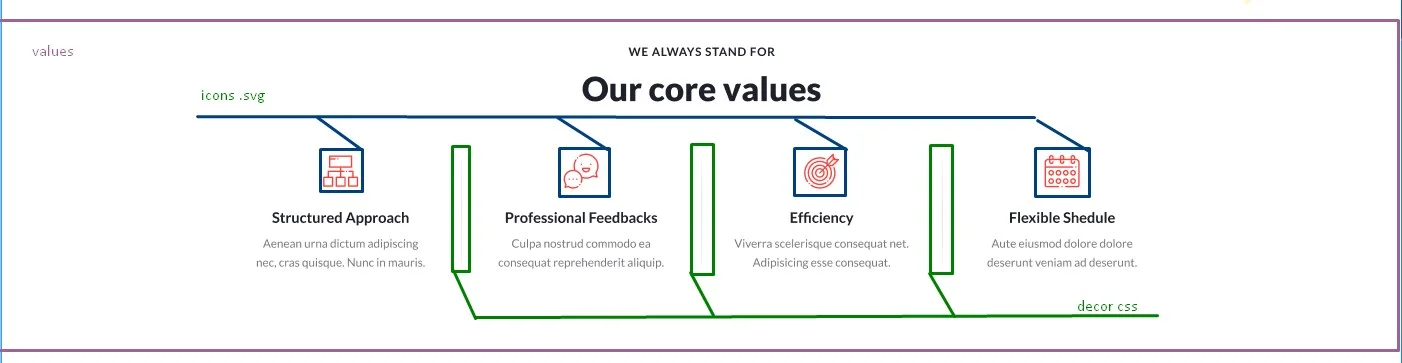 WE ALWAYS STAND FOR
values
Our core values
icons .svg
Structured Approach
Professional Feedbacks
Efficiency
Flexible Shedule
Aenean urna dictum adipiscing
nec, cras quisque. Nunc in mauris.
Culpa nostrud commodo ea
consequat reprehenderit aliquip.
Viverra scelerisque consequat net.
Adipisicing esse consequat.
Aute eiusmod dolore dolore
deserunt veniam ad deserunt.
decor css